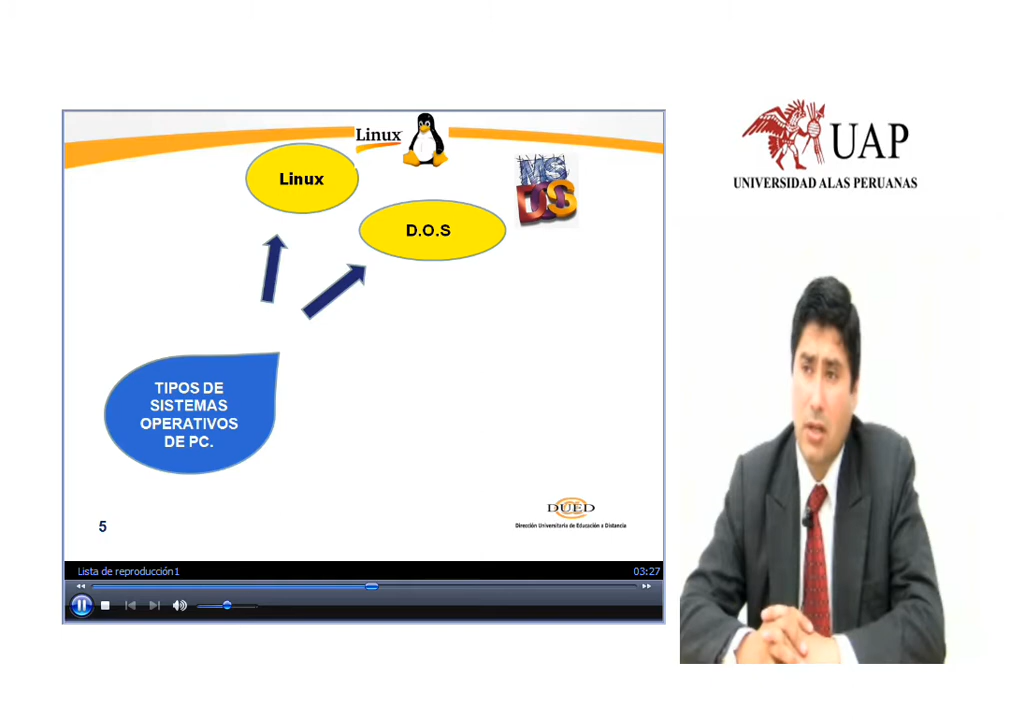 Linux
Linux
MS
DOS
D.O.S
TIPOS DE
SISTEMAS
OPERATIVOS
DE PC.
5
DUED
Dirección Universitaria de Educación a Distancia
Lista de reproducción1
03:27
UAP
UNIVERSIDAD ALAS PERUANAS